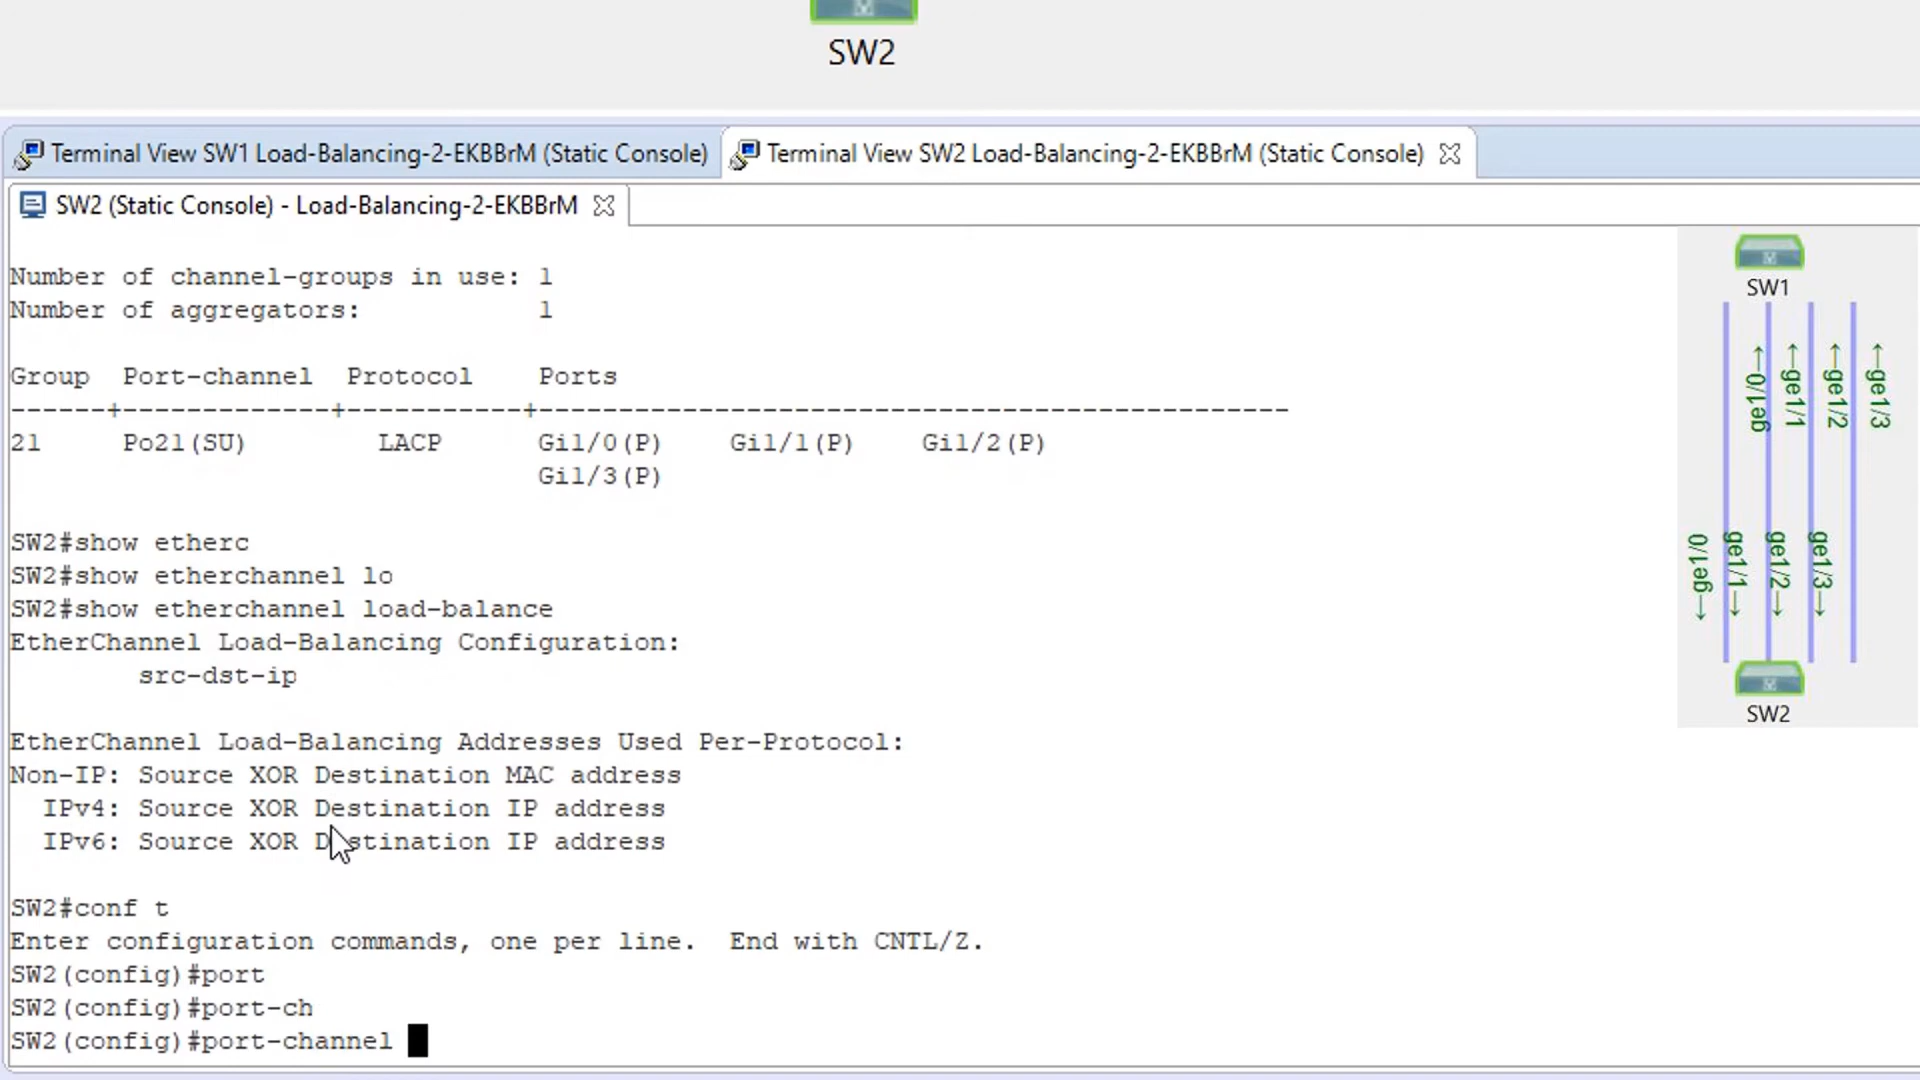 SW2
Terminal View SW1 Load-Balancing-2-EKBBrM (Static Console)
Terminal View SW2 Load-Balancing-2-EKBBrM (Static Console)
SW2 (Static Console) - Load-Balancing-2-EKBBrM
Number of channel-groups in use: 1
Number of aggregators:           1
Group  Port-channel  Protocol    Ports
------+-------------+-----------+-----------------------------------------------
21     Po21(SU)        LACP      Gi1/0(P)    Gi1/1(P)    Gi1/2(P)
                                 Gi1/3(P)
SW2#show etherc
SW2#show etherchannel lo
SW2#show etherchannel load-balance
EtherChannel Load-Balancing Configuration:
        src-dst-ip
EtherChannel Load-Balancing Addresses Used Per-Protocol:
Non-IP: Source XOR Destination MAC address
  IPv4: Source XOR Destination IP address
  IPv6: Source XOR Destination IP address
SW2#conf t
Enter configuration commands, one per line.  End with CNTL/Z.
SW2(config)#port
SW2(config)#port-ch
SW2(config)#port-channel
SW1
←ge1/0
←ge1/1
←ge1/2
←ge1/3
ge1/0→
ge1/1→
ge1/2→
ge1/3→
SW2